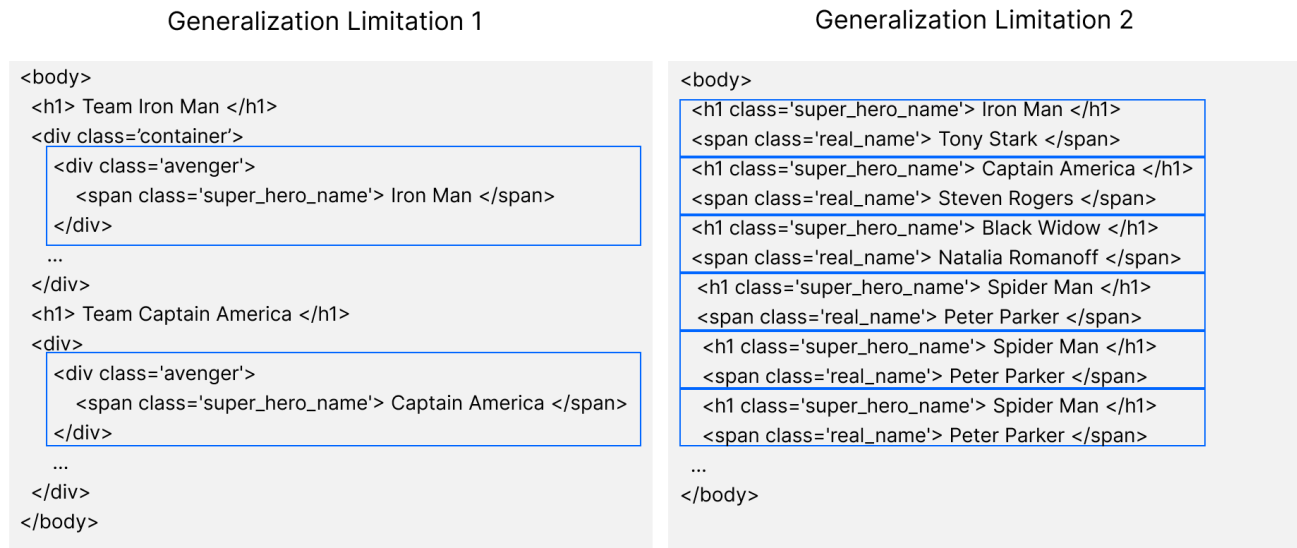 Generalization Limitation 1
<body>
<h1> Team Iron Man </h1>
<div class=’container’>
<div class='avenger'>
<span class='super_hero_name'> Iron Man </span>
</div>
...
</div>
<h1> Team Captain America </h1>
<div>
<div class='avenger'>
<span class='super_hero_name'> Captain America </span>
</div>
...
</div>
</body>
Generalization Limitation 2
<body>
<h1 class='super_hero_name'> Iron Man </h1>
<span class='real_name'> Tony Stark </span>
<h1 class='super_hero_name'> Captain America </h1>
<span class='real_name'> Steven Rogers </span>
<h1 class='super_hero_name'> Black Widow </h1>
<span class='real_name'> Natalia Romanoff </span>
<h1 class='super_hero_name'> Spider Man </h1>
<span class='real_name'> Peter Parker </span>
<h1 class='super_hero_name'> Spider Man </h1>
<span class='real_name'> Peter Parker </span>
<h1 class='super_hero_name'> Spider Man </h1>
<span class='real_name'> Peter Parker </span>
...
</body>